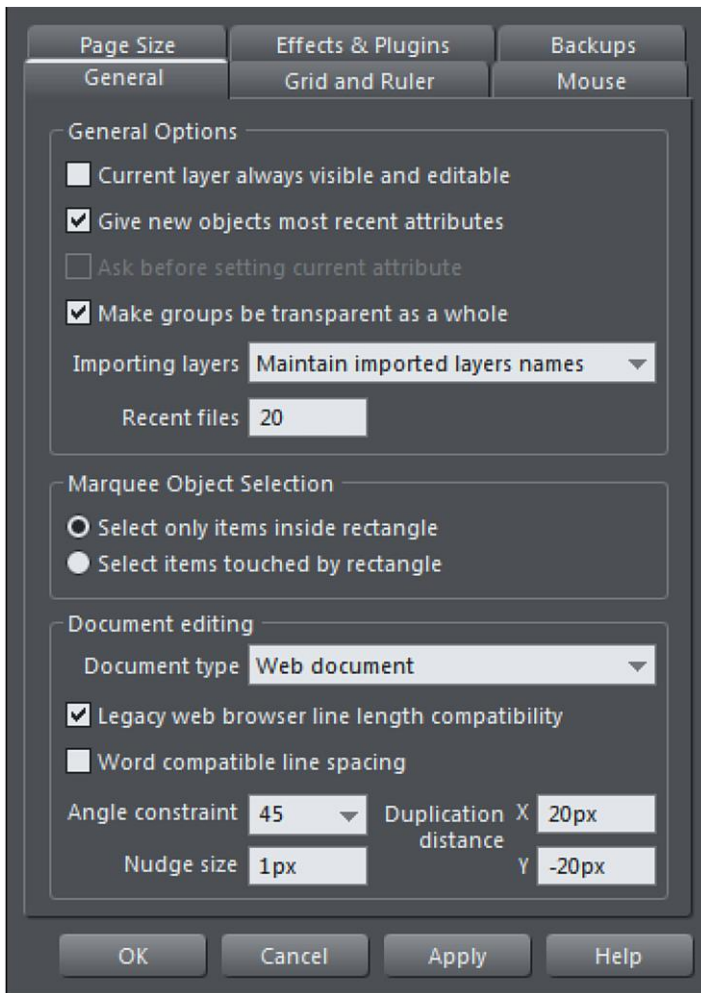 Page Size Effects & Plugins Backups
General Grid and Ruler Mouse
General Options
Current layer always visible and editable
Give new objects most recent attributes
Ask before setting current attribute
Make groups be transparent as a whole
Importing layers Maintain imported layers names
Recent files 20
Marquee Object Selection
Select only items inside rectangle
Select items touched by rectangle
Document editing
Document type Web document
Legacy web browser line length compatibility
Word compatible line spacing
Angle constraint 45 Duplication X 20px
distance
Nudge size 1px Y -20px
OK Cancel Apply Help